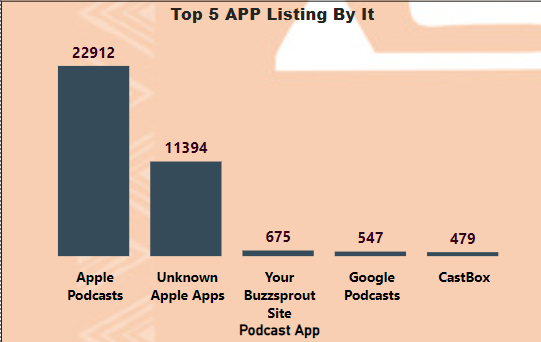 Top 5 APP Listing By It
22912
11394
675
547
479
Apple
Podcasts
Unknown
Apple Apps
Your
Buzzsprout
Site
Google
Podcasts
CastBox
Podcast App